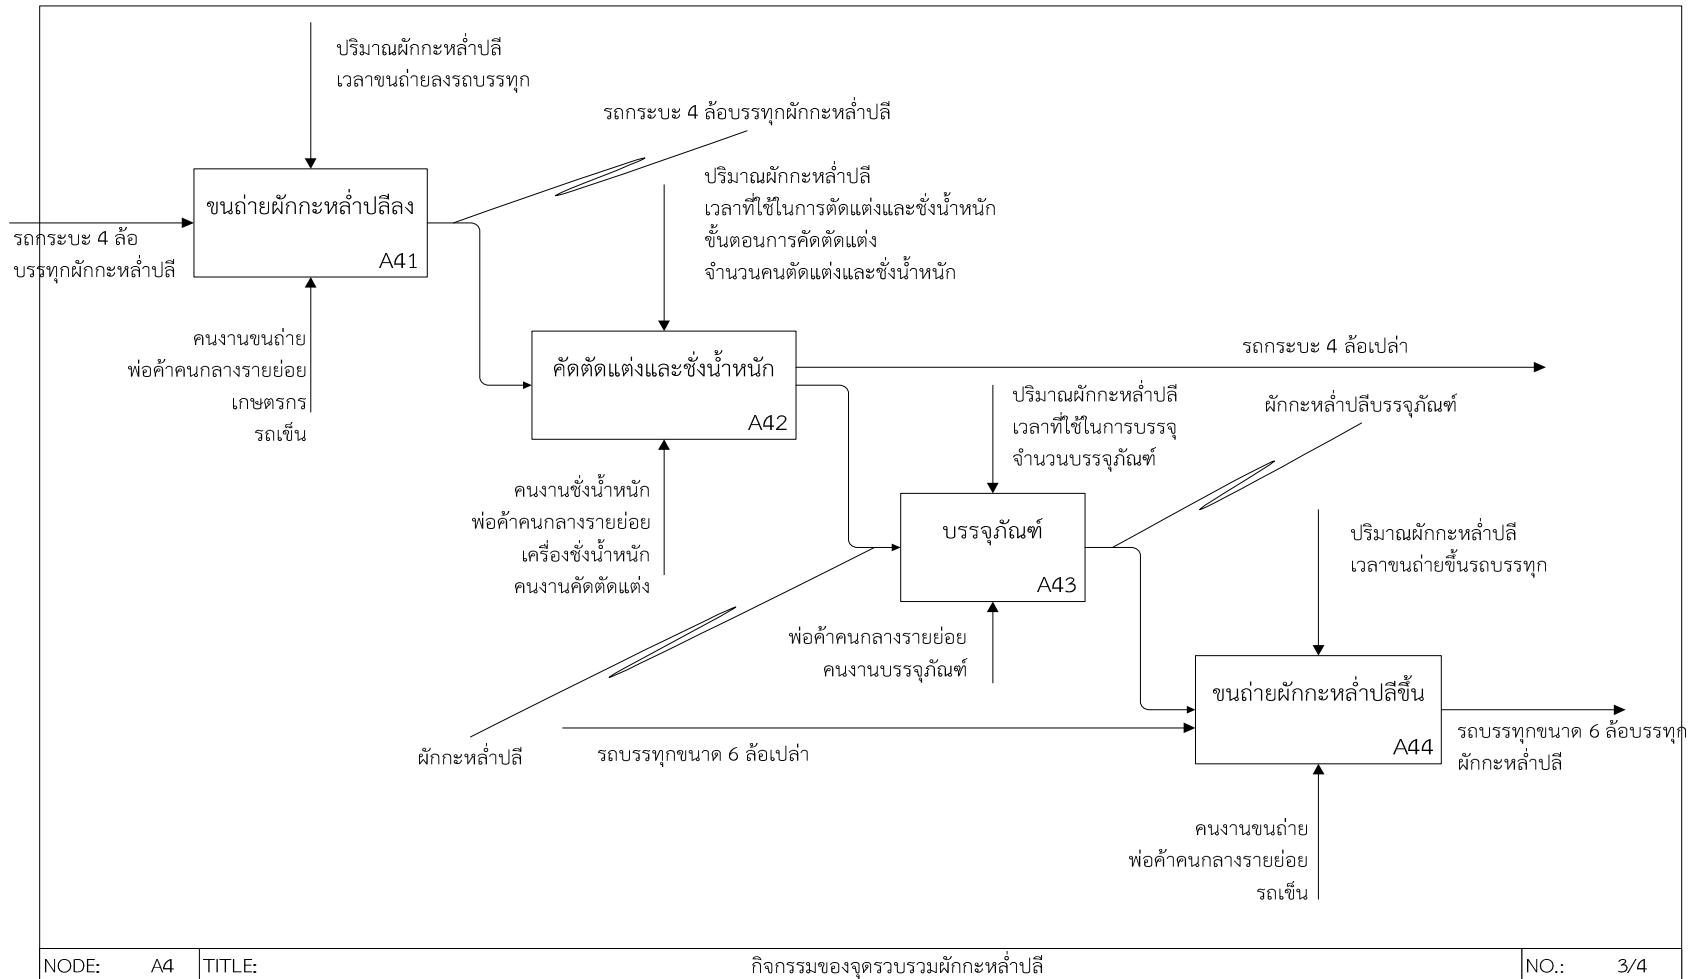 ปริมาณผักกะหล่ำปลี
เวลาขนถ่ายลงรถบรรทุก
รถกระบะ 4 ล้อบรรทุกผักกะหล่ำปลี
ขนถ่ายผักกะหล่ำปลีลง
A41
รถกระบะ 4 ล้อ
บรรทุกผักกะหล่ำปลี
ปริมาณผักกะหล่ำปลี
เวลาที่ใช้ในการตัดแต่งและชั่งน้ำหนัก
ขั้นตอนการคัดตัดแต่ง
จำนวนคนตัดแต่งและชั่งน้ำหนัก
คนงานขนถ่าย
พ่อค้าคนกลางรายย่อย
เกษตรกร
รถเข็น
คัดตัดแต่งและชั่งน้ำหนัก
A42
รถกระบะ 4 ล้อเปล่า
ปริมาณผักกะหล่ำปลี
เวลาที่ใช้ในการบรรจุ
จำนวนบรรจุภัณฑ์
ผักกะหล่ำปลีบรรจุภัณฑ์
คนงานชั่งน้ำหนัก
พ่อค้าคนกลางรายย่อย
เครื่องชั่งน้ำหนัก
คนงานคัดตัดแต่ง
บรรจุภัณฑ์
A43
ปริมาณผักกะหล่ำปลี
เวลาขนถ่ายขึ้นรถบรรทุก
พ่อค้าคนกลางรายย่อย
คนงานบรรจุภัณฑ์
ขนถ่ายผักกะหล่ำปลีขึ้น
A44
ผักกะหล่ำปลี
รถบรรทุกขนาด 6 ล้อเปล่า
รถบรรทุกขนาด 6 ล้อบรรทุก
ผักกะหล่ำปลี
คนงานขนถ่าย
พ่อค้าคนกลางรายย่อย
รถเข็น
NODE: A4 TITLE: กิจกรรมของจุดรวบรวมผักกะหล่ำปลี NO.: 3/4